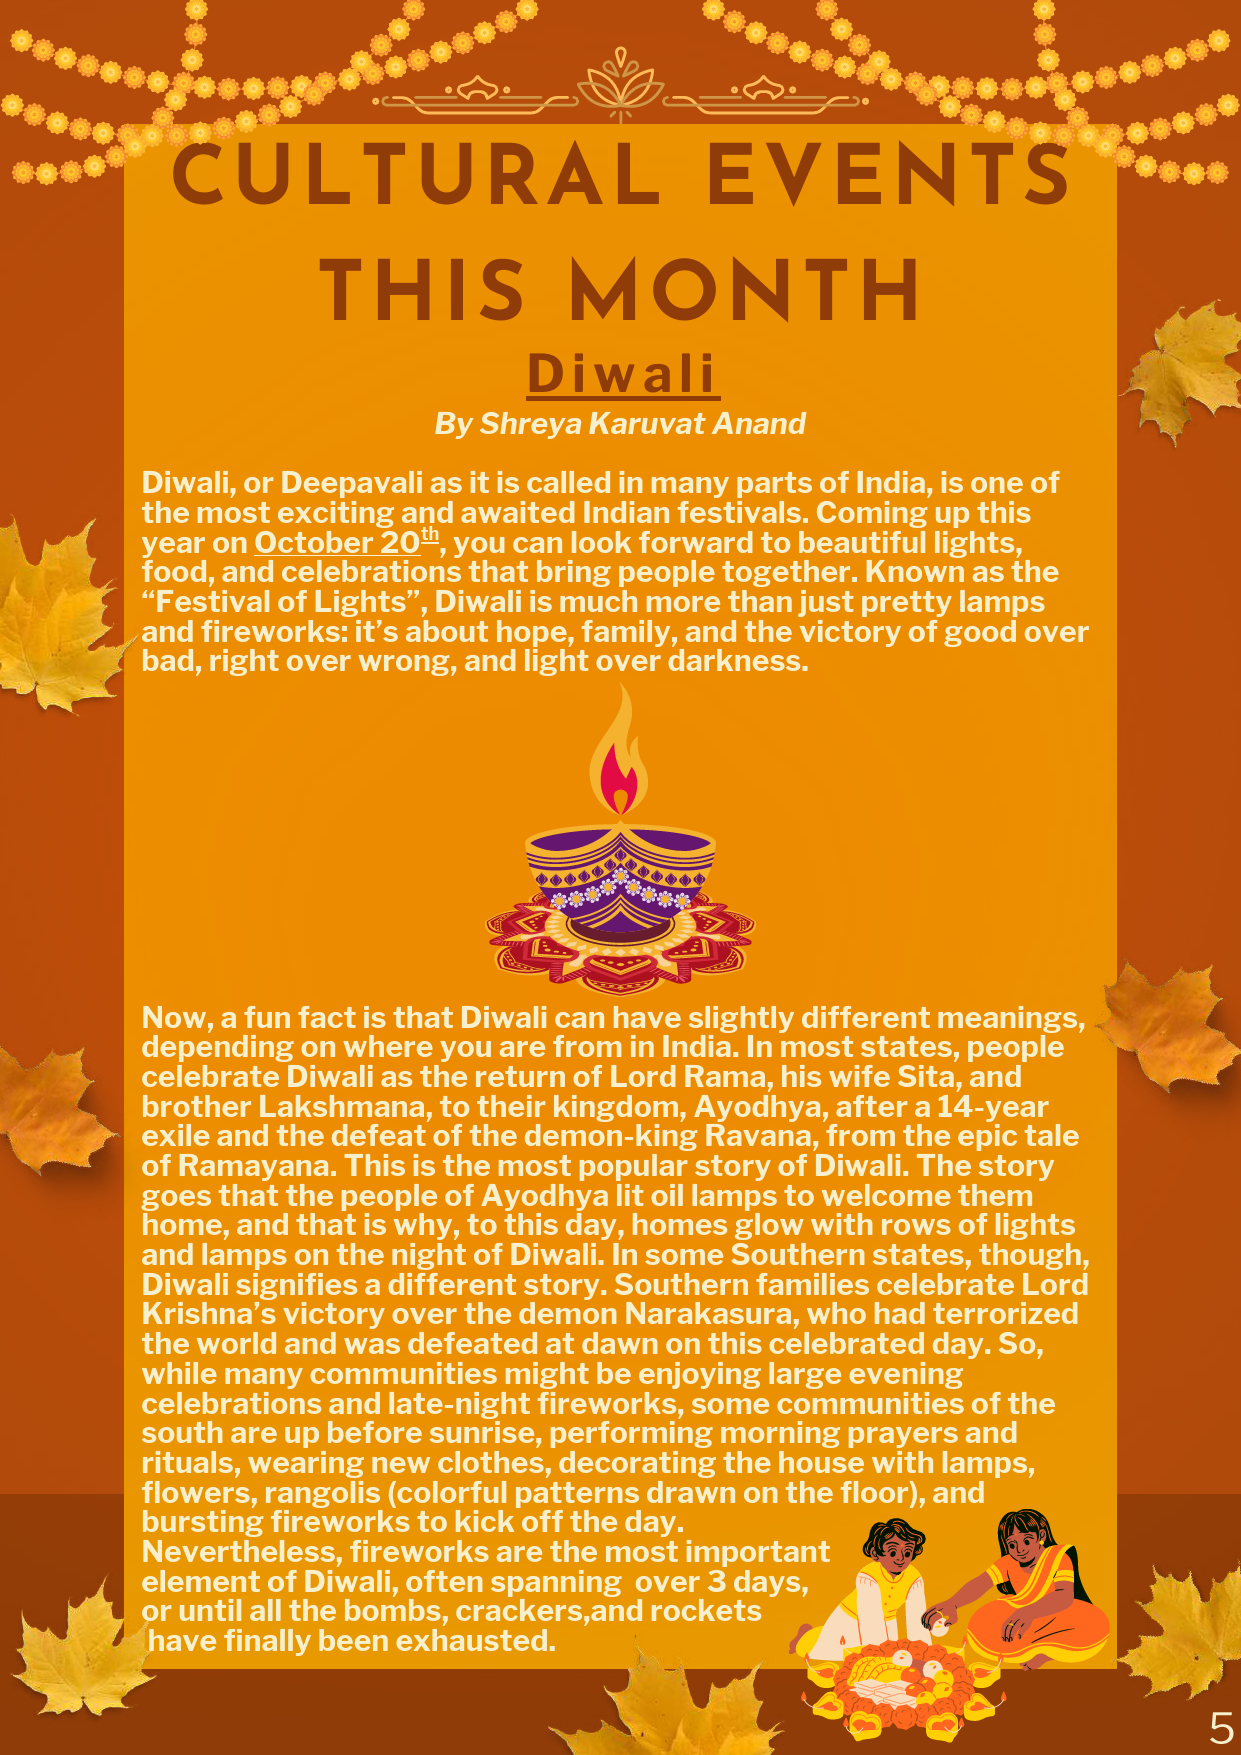 CULTURAL EVENTS
THIS MONTH
Diwali
By Shreya Karuvat Anand
Diwali, or Deepavali as it is called in many parts of India, is one of
the most exciting and awaited Indian festivals. Coming up this
year on October 20th, you can look forward to beautiful lights,
food, and celebrations that bring people together. Known as the
“Festival of Lights”, Diwali is much more than just pretty lamps
and fireworks: it’s about hope, family, and the victory of good over
bad, right over wrong, and light over darkness.
Now, a fun fact is that Diwali can have slightly different meanings,
depending on where you are from in India. In most states, people
celebrate Diwali as the return of Lord Rama, his wife Sita, and
brother Lakshmana, to their kingdom, Ayodhya, after a 14-year
exile and the defeat of the demon-king Ravana, from the epic tale
of Ramayana. This is the most popular story of Diwali. The story
goes that the people of Ayodhya lit oil lamps to welcome them
home, and that is why, to this day, homes glow with rows of lights
and lamps on the night of Diwali. In some Southern states, though,
Diwali signifies a different story. Southern families celebrate Lord
Krishna’s victory over the demon Narakasura, who had terrorized
the world and was defeated at dawn on this celebrated day. So,
while many communities might be enjoying large evening
celebrations and late-night fireworks, some communities of the
south are up before sunrise, performing morning prayers and
rituals, wearing new clothes, decorating the house with lamps,
flowers, rangolis (colorful patterns drawn on the floor), and
bursting fireworks to kick off the day.
Nevertheless, fireworks are the most important
element of Diwali, often spanning  over 3 days,
or until all the bombs, crackers,and rockets
have finally been exhausted.
5